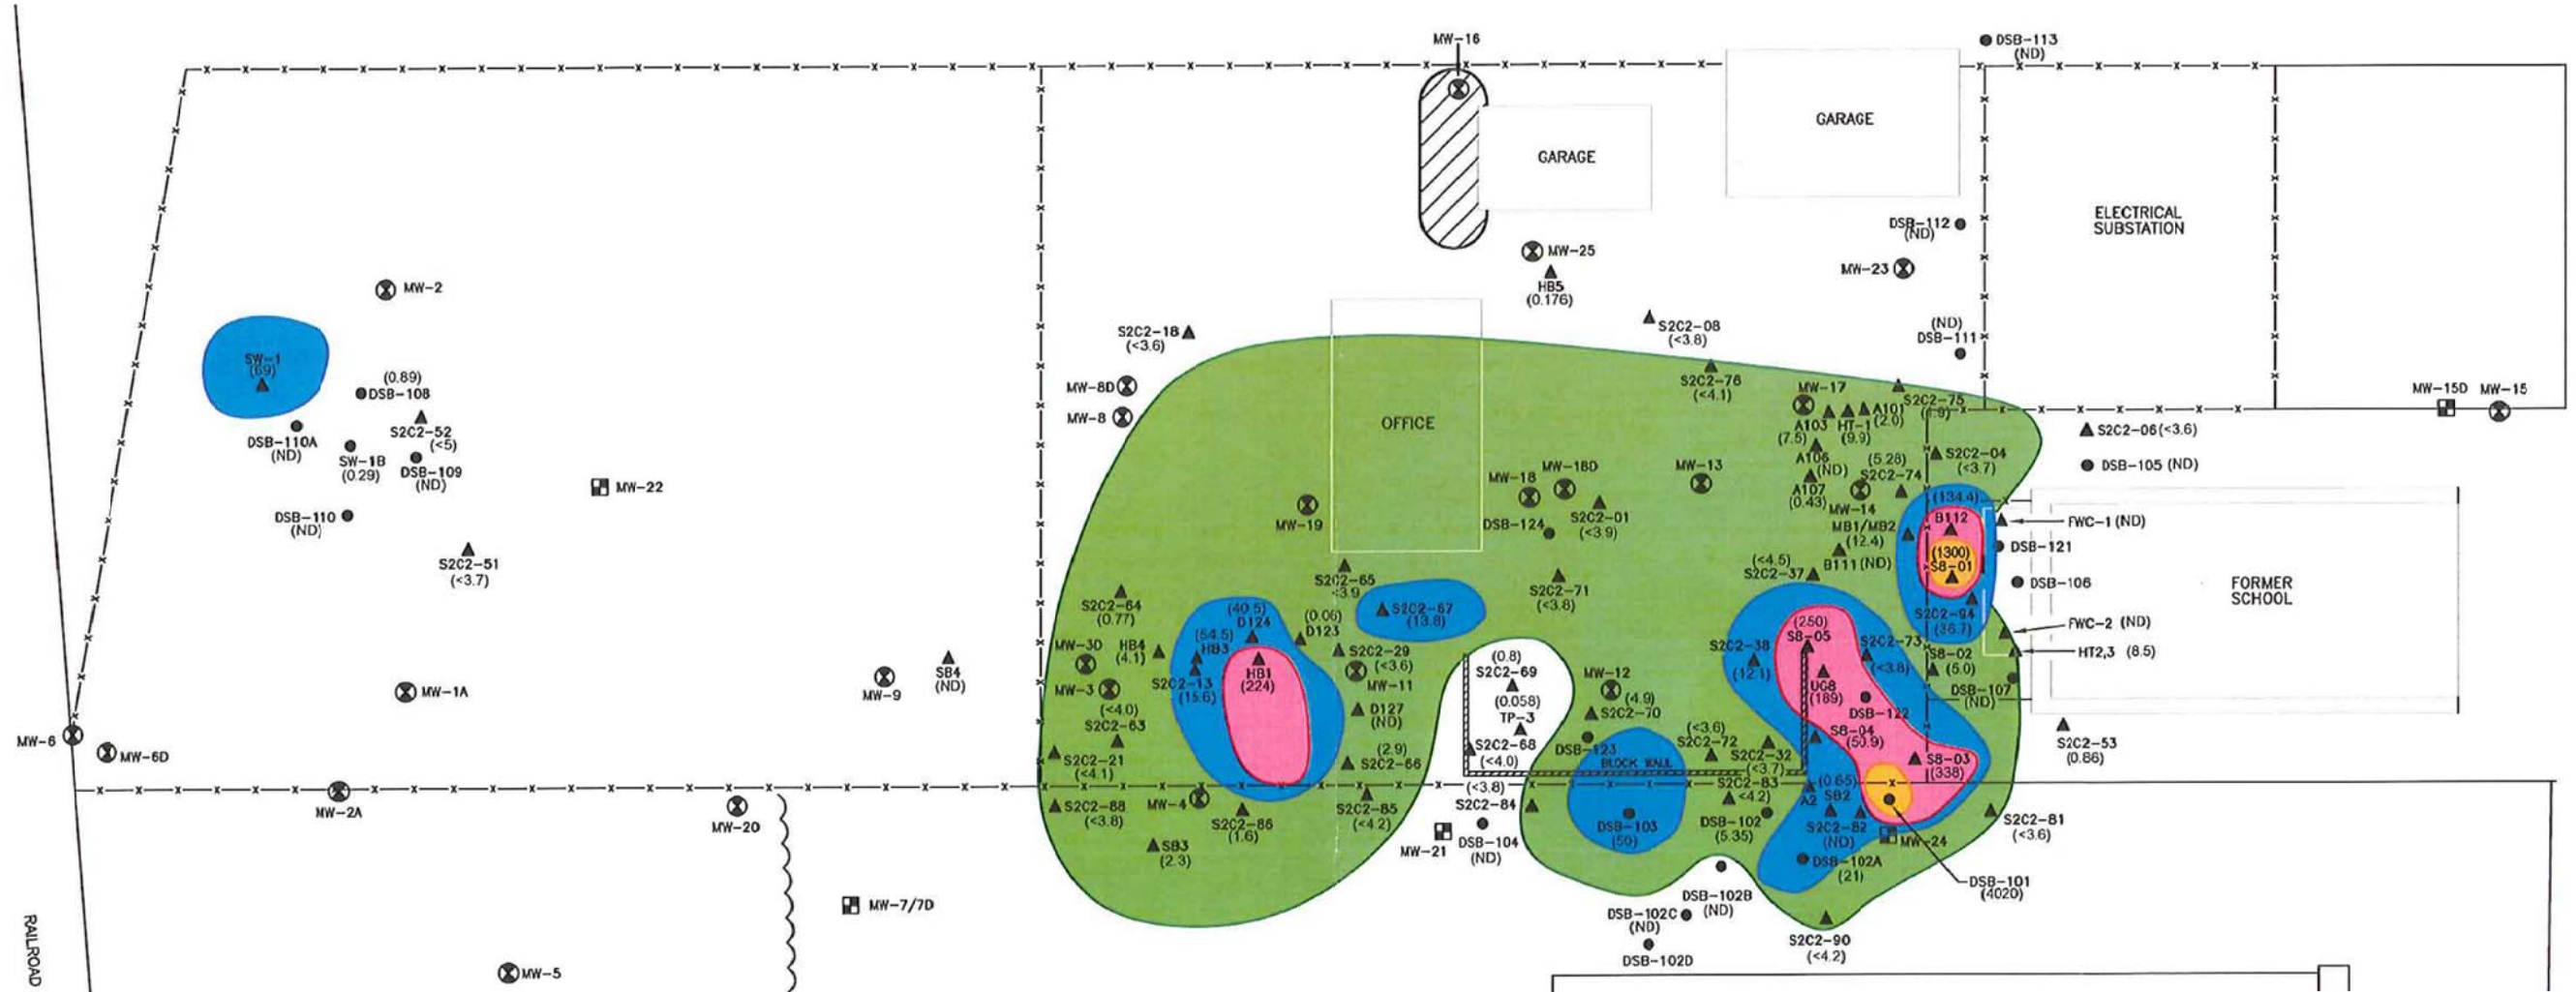 MW-16
DSB-113
(ND)
GARAGE
GARAGE
ELECTRICAL
SUBSTATION
DSB-112
(ND)
MW-25
MW-23
HB5
(0.176)
MW-2
S2C2-18
(<3.6)
S2C2-08
(<3.8)
(ND)
DSB-111
SW-1
(69)
(0.89)
DSB-108
MW-8D
MW-8
S2C2-76
(<4.1)
MW-17
S2C2-75
MW-15D
MW-15
S2C2-52
(<5)
DSB-110A
(ND)
SW-1B
(0.29)
DSB-109
(ND)
OFFICE
A103
(7.5)
HT-1
(9.9)
A101
(2.0)
S2C2-06(<3.6)
DSB-105 (ND)
A106
(ND)
(5.28)
S2C2-74
S2C2-04
(<3.7)
MW-22
DSB-110
(ND)
MW-19
MW-18
MW-18D
MW-13
A107
(0.43)
MW-14
DSB-124
S2C2-01
(<3.9)
(134.4)
B112
FWC-1 (ND)
MB1/MB2
(12.4)
B111 (ND)
DSB-121
(1300)
S8-01
S2C2-51
(<3.7)
S2C2-65
<3.9
S2C2-71
(<3.8)
(<4.5)
S2C2-37
DSB-106
FORMER
SCHOOL
S2C2-64
(0.77)
(40.5)
D124
(0.06)
D123
S2C2-67
(13.8)
S2C2-94
(36.7)
FWC-2 (ND)
(250)
S8-05
MW-3D
HB4
(4.1)
(64.5)
HB3
S2C2-29
(<3.6)
S2C2-38
(12.1)
S2C2-73
(<3.8)
HT2,3 (8.5)
S8-02
(5.0)
SB4
(ND)
MW-9
MW-1A
MW-3
S2C2-13
(15.6)
HB1
(224)
MW-11
(0.8)
S2C2-69
MW-12
UG8
(189)
DSB-107
(ND)
(<4.0)
S2C2-63
D127
(ND)
(0.058)
TP-3
(4.9)
S2C2-70
DSB-122
S2C2-53
(0.86)
MW-6
MW-6D
S2C2-21
(<4.1)
(2.9)
S2C2-66
S2C2-68
(<4.0)
DSB-123
(<3.6)
S2C2-72
S2C2-32
(<3.7)
S8-04
(50.9)
S8-03
(338)
BLOCK WALL
MW-2A
MW-20
S2C2-88
(<3.8)
MW-4
S2C2-86
(1.6)
S2C2-85
(<4.2)
(<3.8)
S2C2-84
S2C2-83
(<4.2)
A2
(0.65)
SB2
MW-21
DSB-104
(ND)
DSB-103
(50)
DSB-102
(5.35)
S2C2-82
(ND)
MW-24
S2C2-81
(<3.6)
SB3
(2.3)
DSB-102A
(21)
DSB-101
(4020)
MW-7/7D
DSB-102B
(ND)
DSB-102C
(ND)
RAILROAD
MW-5
S2C2-90
(<4.2)
DSB-102D